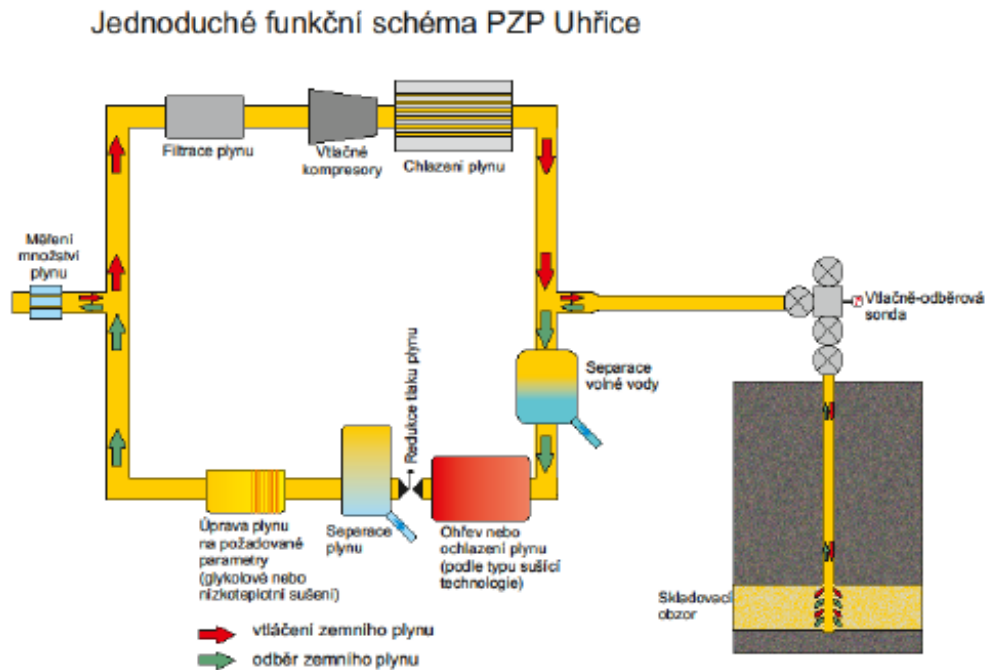 Jednoduché funkční schéma PZP Uhřice
Filtrace plynu
Vtlačné
kompresory
Chlazení plynu
Měření
množství
plynu
Vtlačně-odběrová
sonda
Separace
volné vody
Redukce tlaku plynu
Úprava plynu
na požadované
parametry
(glykolové nebo
nízkoteplotní sušení)
Separace
plynu
Ohřev nebo
ochlazení plynu
(podle typu sušící
technologie)
Skladovací
obzor
vtláčení zemního plynu
odběr zemního plynu